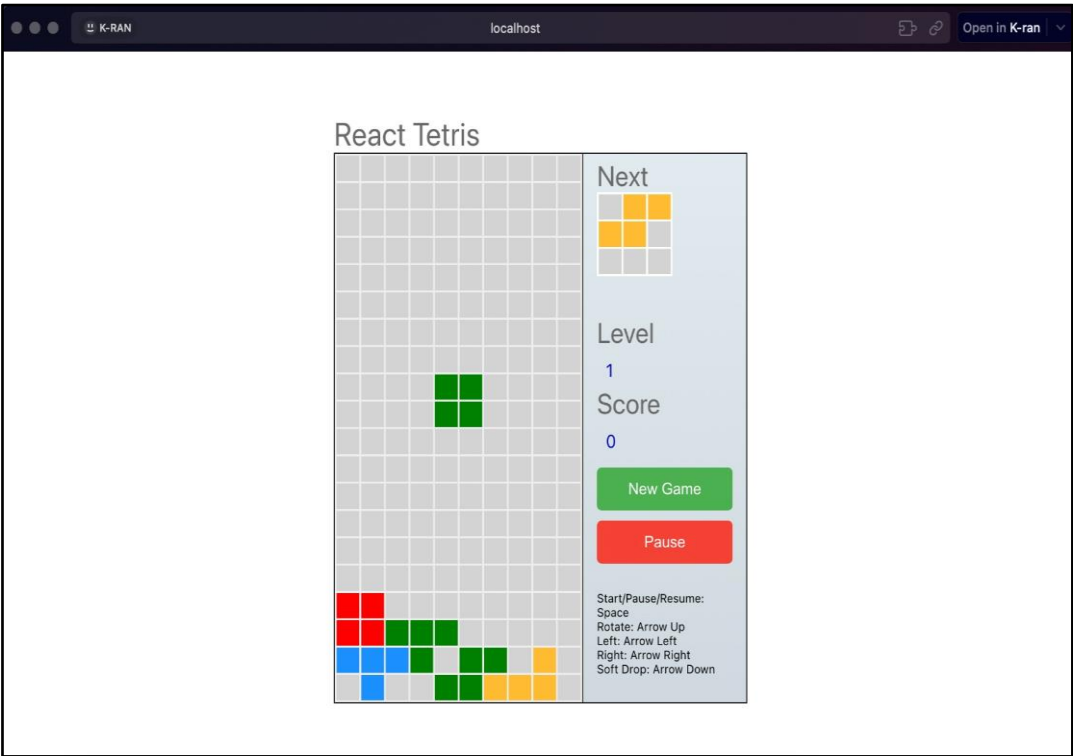 K-RAN
localhost
Open in K-ran
React Tetris
Next
Level
1
Score
0
New Game
Pause
Start/Pause/Resume:
Space
Rotate: Arrow Up
Left: Arrow Left
Right: Arrow Right
Soft Drop: Arrow Down